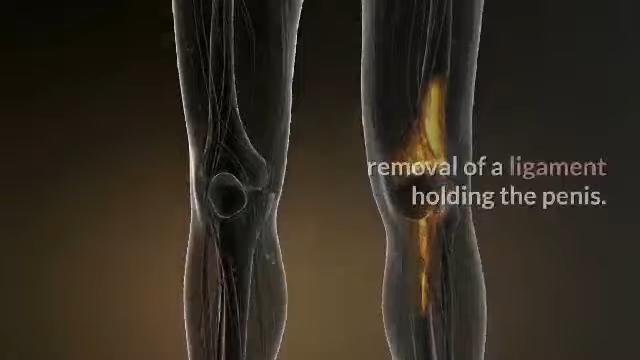 removal of a ligament
holding the penis.